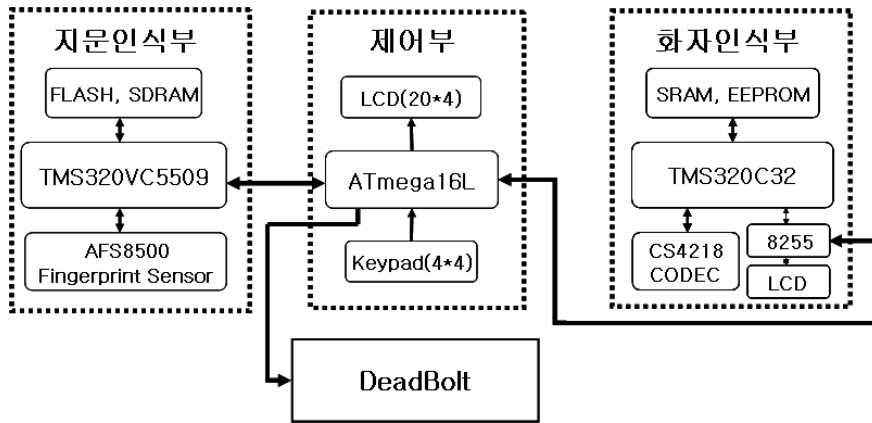 지문인식부
FLASH, SDRAM
TMS320VC5509
AFS8500
Fingerprint Sensor
제어부
LCD(20*4)
ATmega16L
Keypad(4*4)
화자인식부
SRAM, EEPROM
TMS320C32
CS4218
CODEC
8255
LCD
DeadBolt